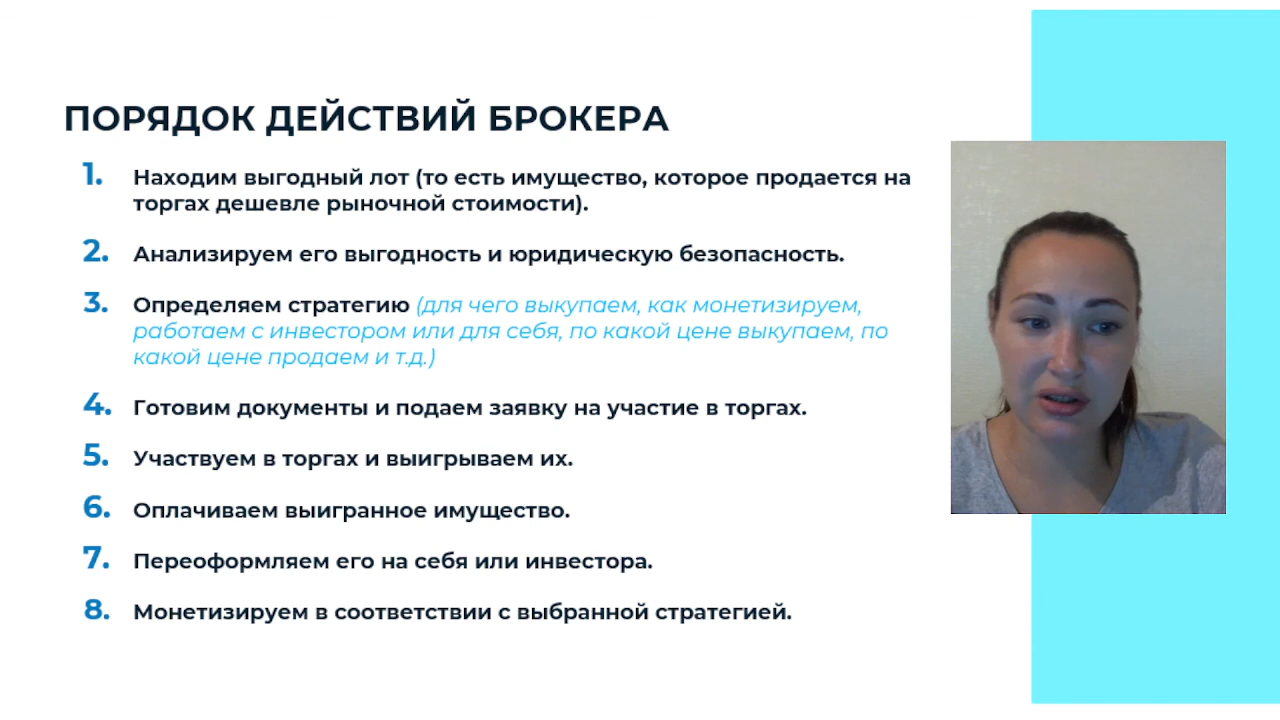 ПОРЯДОК ДЕЙСТВИЙ БРОКЕРА
1. Находим выгодный лот (то есть имущество, которое продается на
торгах дешевле рыночной стоимости).
2. Анализируем его выгодность и юридическую безопасность.
3. Определяем стратегию (для чего выкупаем, как монетизируем,
работаем с инвестором или для себя, по какой цене выкупаем, по
какой цене продаем и т.д.)
4. Готовим документы и подаем заявку на участие в торгах.
5. Участвуем в торгах и выигрываем их.
6. Оплачиваем выигранное имущество.
7. Переоформляем его на себя или инвестора.
8. Монетизируем в соответствии с выбранной стратегией.